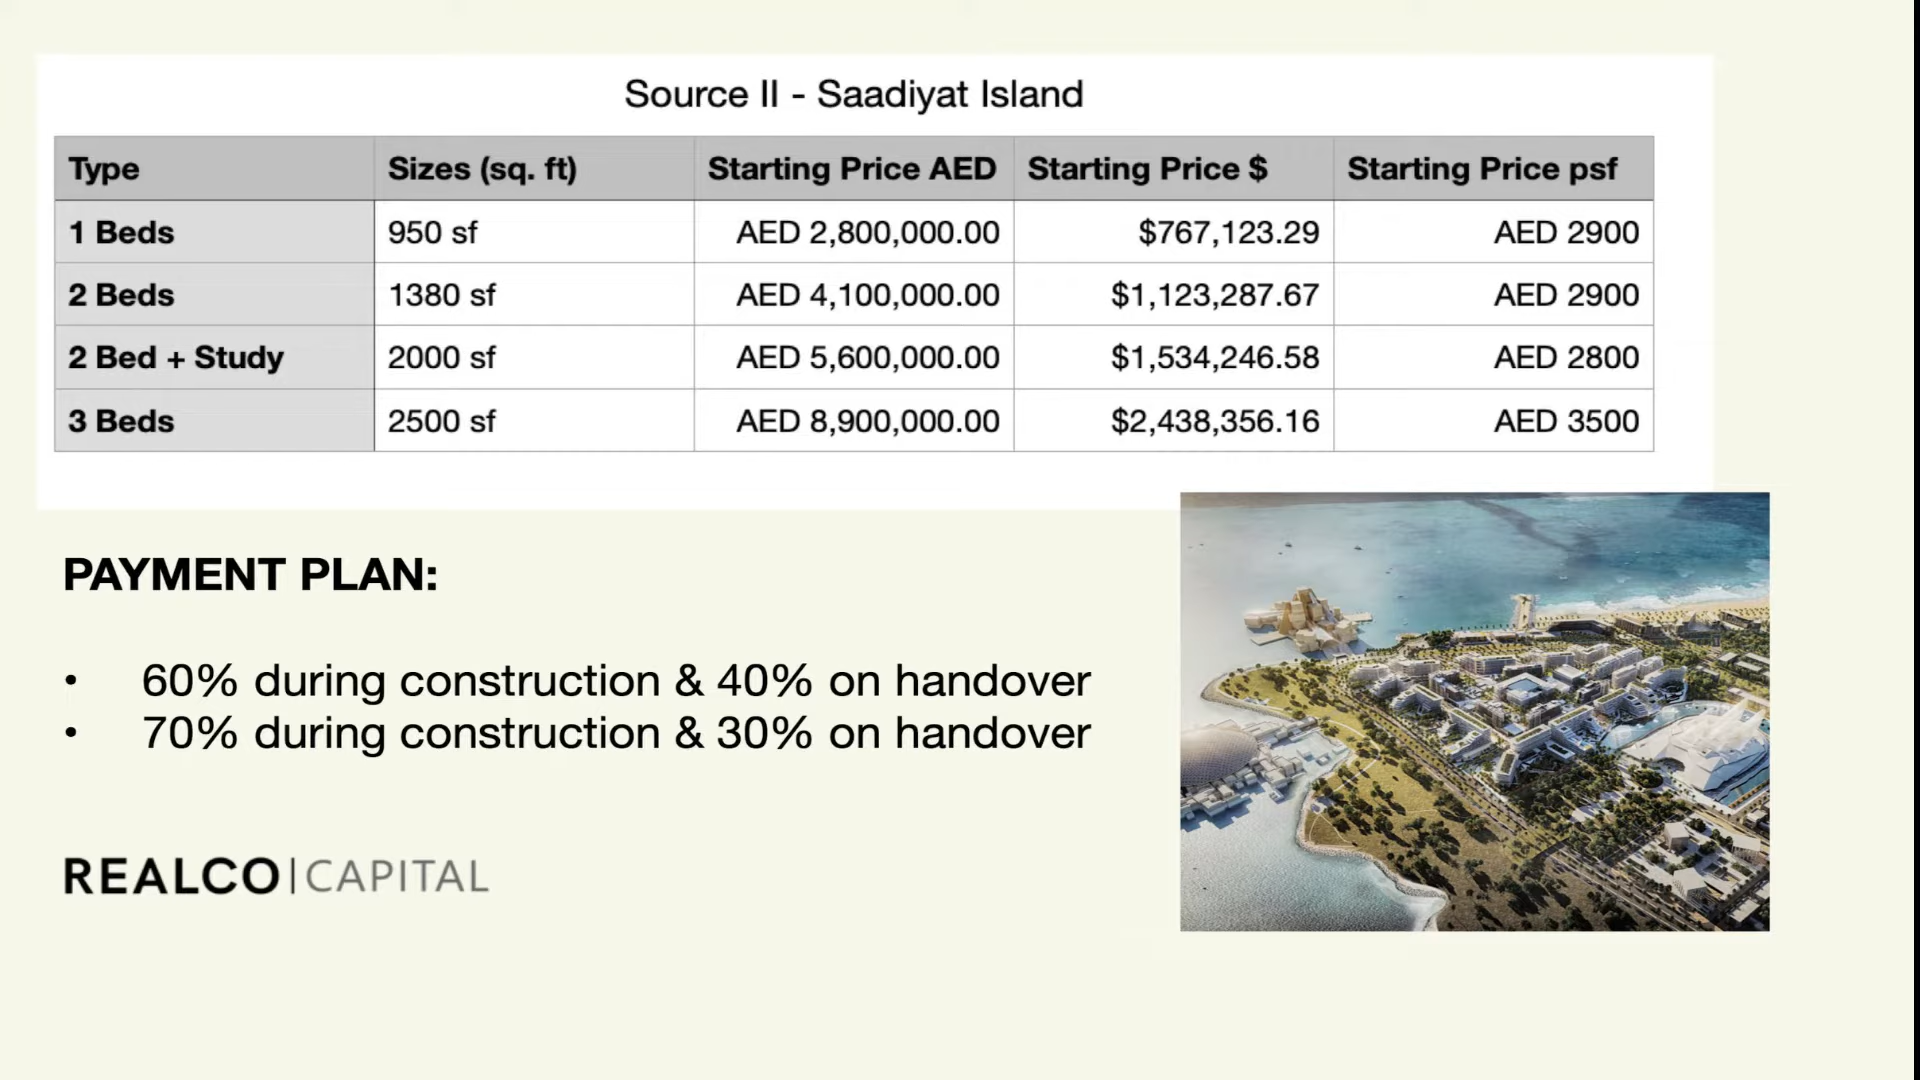 Source II - Saadiyat Island
Type Sizes (sq. ft) Starting Price AED Starting Price $ Starting Price psf
1 Beds 950 sf AED 2,800,000.00 $767,123.29 AED 2900
2 Beds 1380 sf AED 4,100,000.00 $1,123,287.67 AED 2900
2 Bed + Study 2000 sf AED 5,600,000.00 $1,534,246.58 AED 2800
3 Beds 2500 sf AED 8,900,000.00 $2,438,356.16 AED 3500
PAYMENT PLAN:
• 60% during construction & 40% on handover
• 70% during construction & 30% on handover
REALCO|CAPITAL